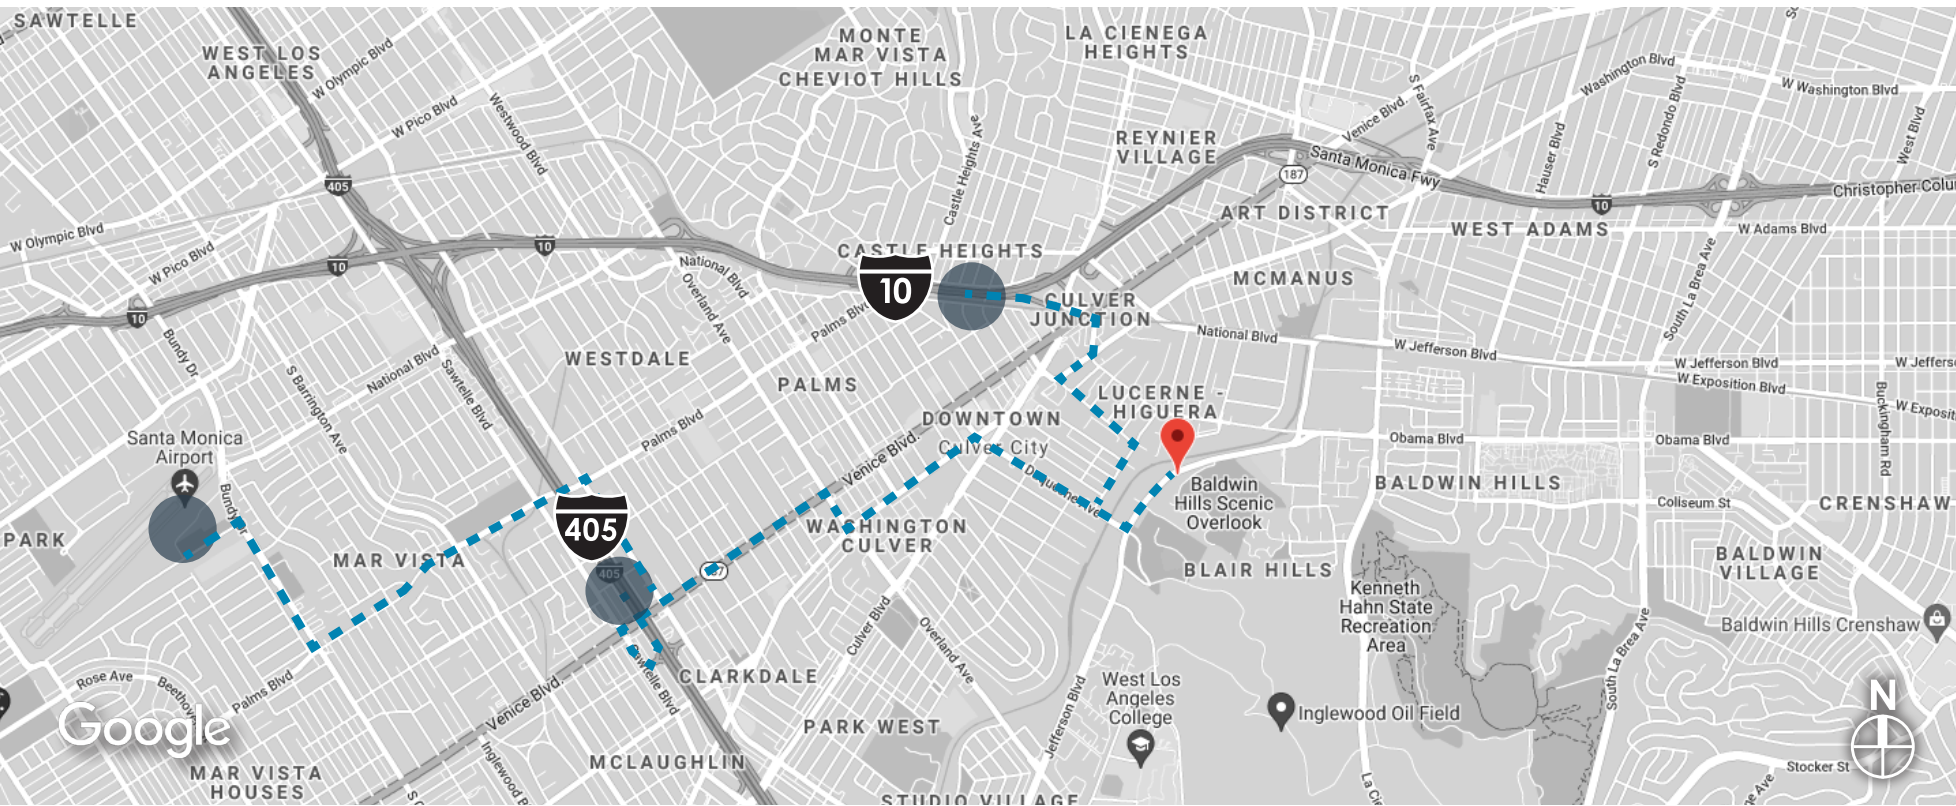 SAWTELLE
WEST LOS
ANGELES
W Olympic Blvd
W Pico Blvd
Westwood Blvd
MONTE
MAR VISTA
CHEVIOT HILLS
LA CIENEGA
HEIGHTS
Castle Heights Ave
REYNIER
VILLAGE
Venice Blvd.
S Fairfax Ave
Washington Blvd
W Washington Blvd
S Redondo Blvd
Hauser Blvd
West Blvd
405
187
Santa Monica Fwy
10
Christopher Colu
W Olympic Blvd
W Pico Blvd
10
10
10
ART DISTRICT
WEST ADAMS
W Adams Blvd
South La Brea Ave
CASTLE HEIGHTS
National Blvd
Overland Ave
10
MCMANUS
CULVER
JUNCTION
Palms Blvd
National Blvd
W Jefferson Blvd
W Jefferson Blvd
W Jeffers
W Exposition Blvd
W Exposit
Buckingham Rd
Bundy Dr
National Blvd
S Barrington Ave
Sawtelle Blvd
WESTDALE
PALMS
LUCERNE -
HIGUERA
DOWNTOWN
Culver City
Palms Blvd
Venice Blvd.
Duquesne Ave
Obama Blvd
Obama Blvd
Santa Monica
Airport
Bundy Dr
Baldwin
Hills Scenic
Overlook
BALDWIN HILLS
Coliseum St
CRENSHAW
PARK
MAR VISTA
405
405
187
WASHINGTON
CULVER
BLAIR HILLS
BALDWIN
VILLAGE
Kenneth
Hahn State
Recreation
Area
Baldwin Hills Crenshaw
Culver Blvd
Overland Ave
Sawtelle Blvd
CLARKDALE
Rose Ave
Palms Blvd
Venice Blvd.
West Los
Angeles
College
Jefferson Blvd
Inglewood Oil Field
South La Brea Ave
N
Google
PARK WEST
MCLAUGHLIN
MAR VISTA
HOUSES
Inglewood B
STUDIO VILLAGE
La Cie
Stocker St